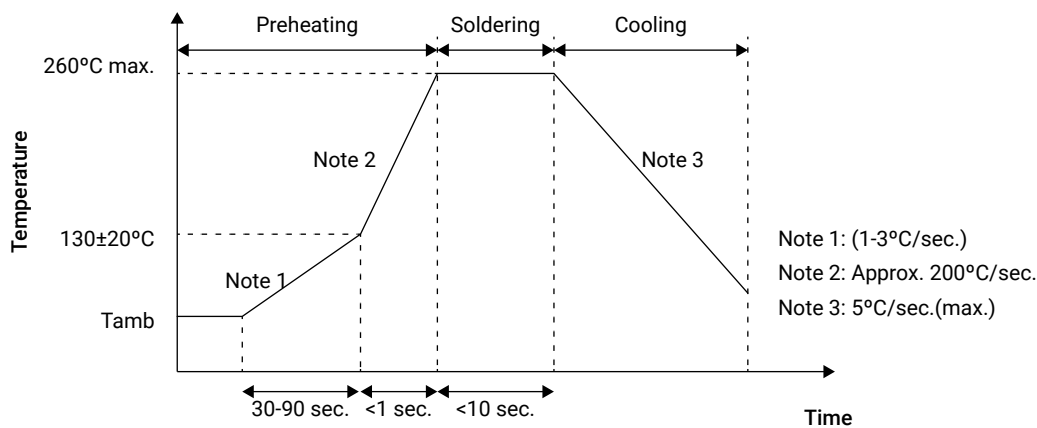 Preheating
Soldering
Cooling
260ºC max.
Note 2
Note 3
Temperature
130±20ºC
Note 1: (1-3ºC/sec.)
Note 1
Note 2: Approx. 200ºC/sec.
Note 3: 5ºC/sec.(max.)
Tamb
30-90 sec.
<1 sec.
<10 sec.
Time